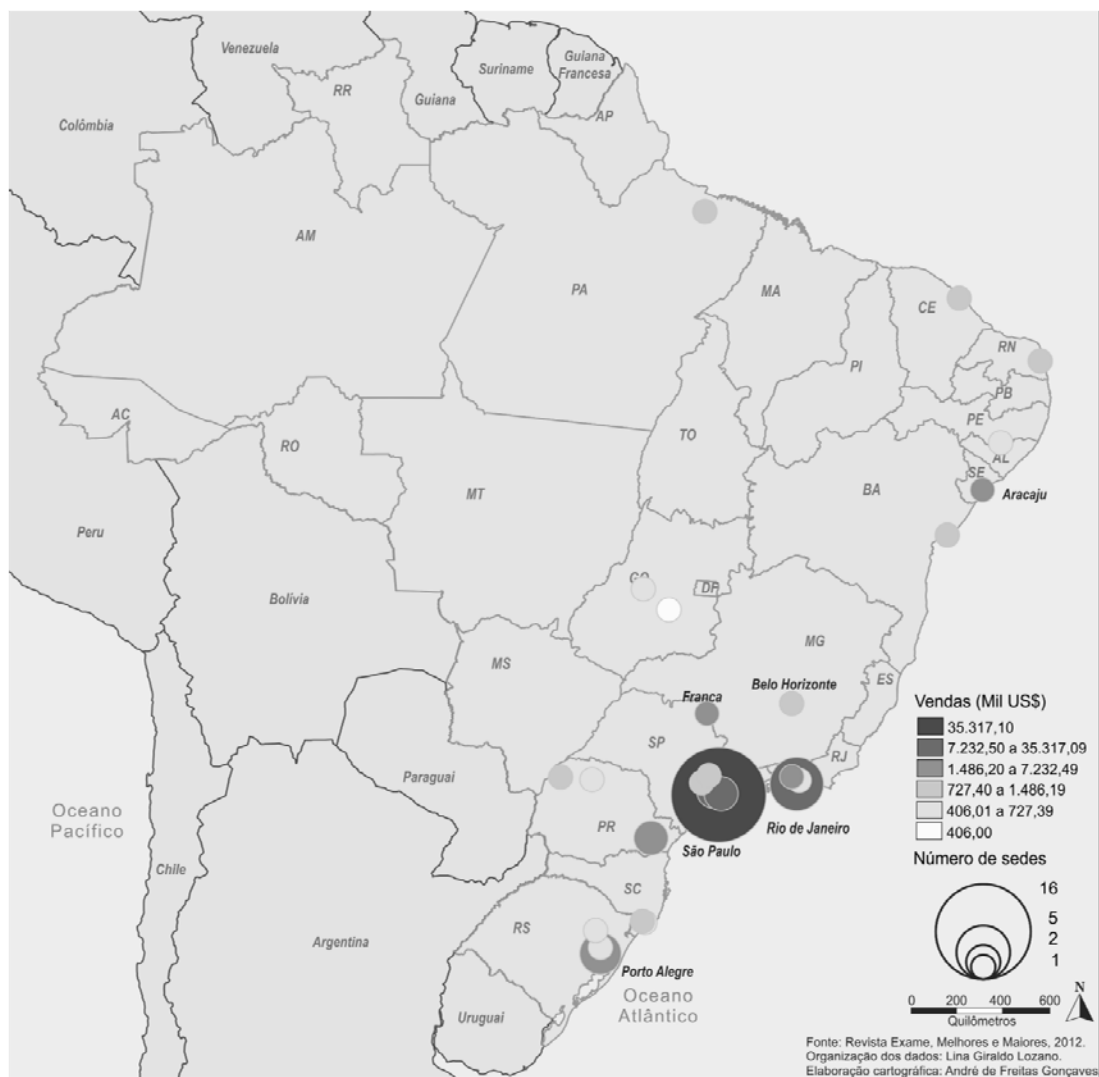 Venezuela
Suriname
Guiana
Francesa
RR
Guiana
AP
Colômbia
AM
PA
MA
CE
RN
PI
PB
PE
AC
TO
AL
RO
SE
BA
MT
Aracaju
Peru
GO
DF
Bolívia
MG
MS
ES
Belo Horizonte
Franca
Vendas (Mil US$)
35.317,10
7.232,50 a 35.317,09
1.486,20 a 7.232,49
727,40 a 1.486,19
406,01 a 727,39
406,00
SP
RJ
Paraguai
Oceano
Pacífico
Rio de Janeiro
PR
São Paulo
Número de sedes
16
5
2
1
Chile
SC
RS
Argentina
Porto Alegre
Oceano
Atlântico
Uruguai
N
0 200 400 600
Quilômetros
Fonte: Revista Exame, Melhores e Maiores, 2012.
Organização dos dados: Lina Giraldo Lozano.
Elaboração cartográfica: André de Freitas Gonçaves